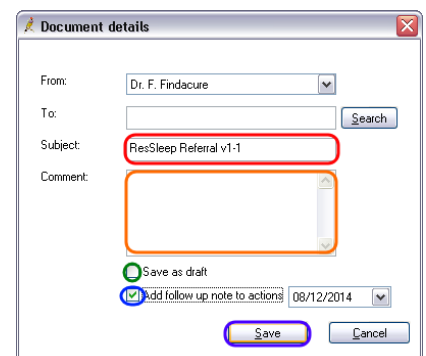 Document details
From: Dr. F. Findacure
To: Search
Subject: ResSleep Referral v1-1
Comment:
Save as draft
Add follow up note to actions 08/12/2014
Save Cancel